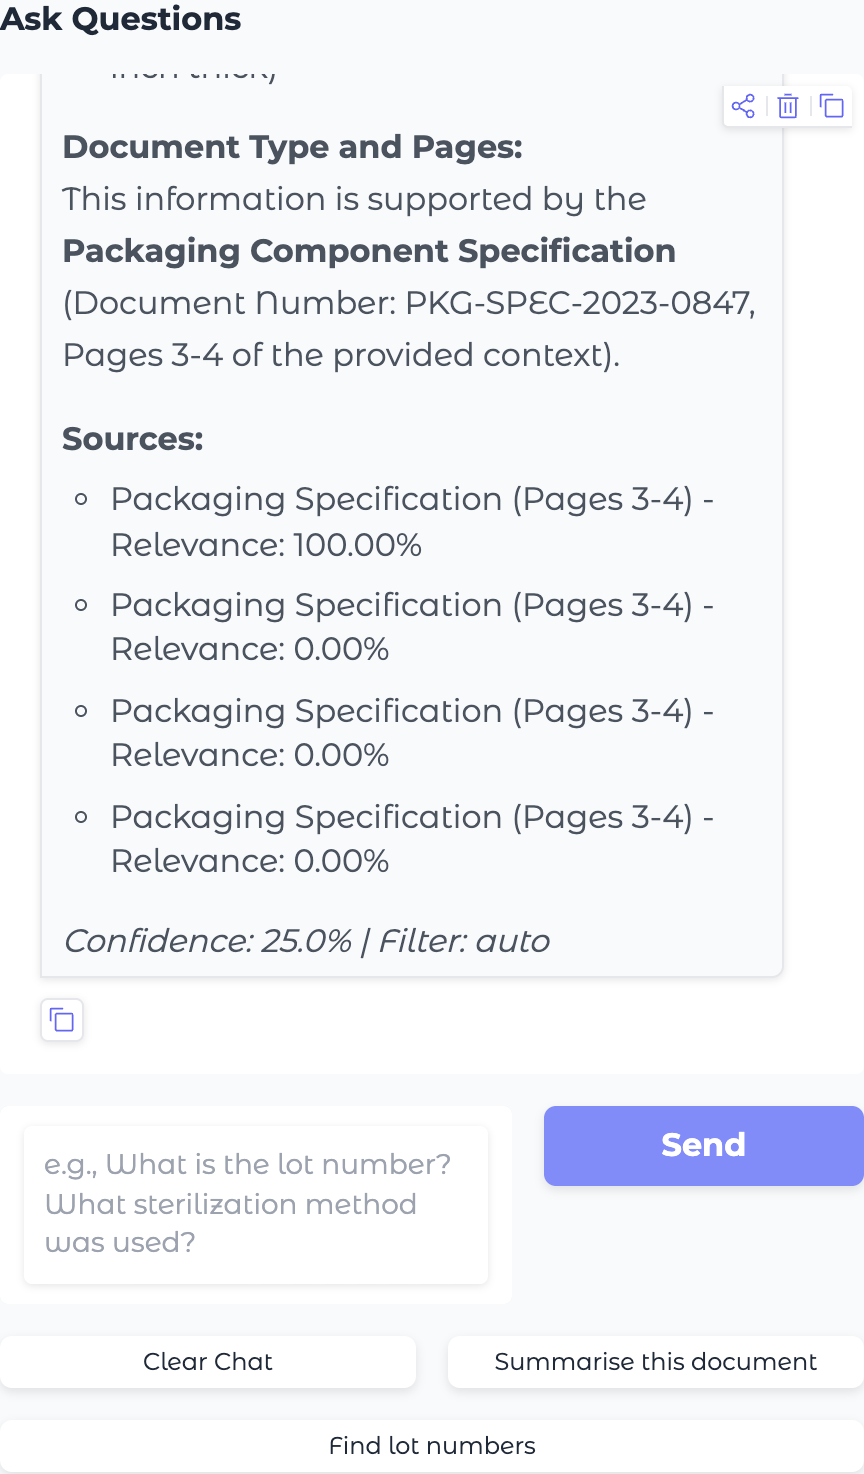 Ask Questions
inch thick)
Document Type and Pages:
This information is supported by the
Packaging Component Specification
(Document Number: PKG-SPEC-2023-0847,
Pages 3-4 of the provided context).
Sources:
Packaging Specification (Pages 3-4) -
Relevance: 100.00%
Packaging Specification (Pages 3-4) -
Relevance: 0.00%
Packaging Specification (Pages 3-4) -
Relevance: 0.00%
Packaging Specification (Pages 3-4) -
Relevance: 0.00%
Confidence: 25.0% | Filter: auto
Send
e.g., What is the lot number?
What sterilization method
was used?
Clear Chat
Summarise this document
Find lot numbers